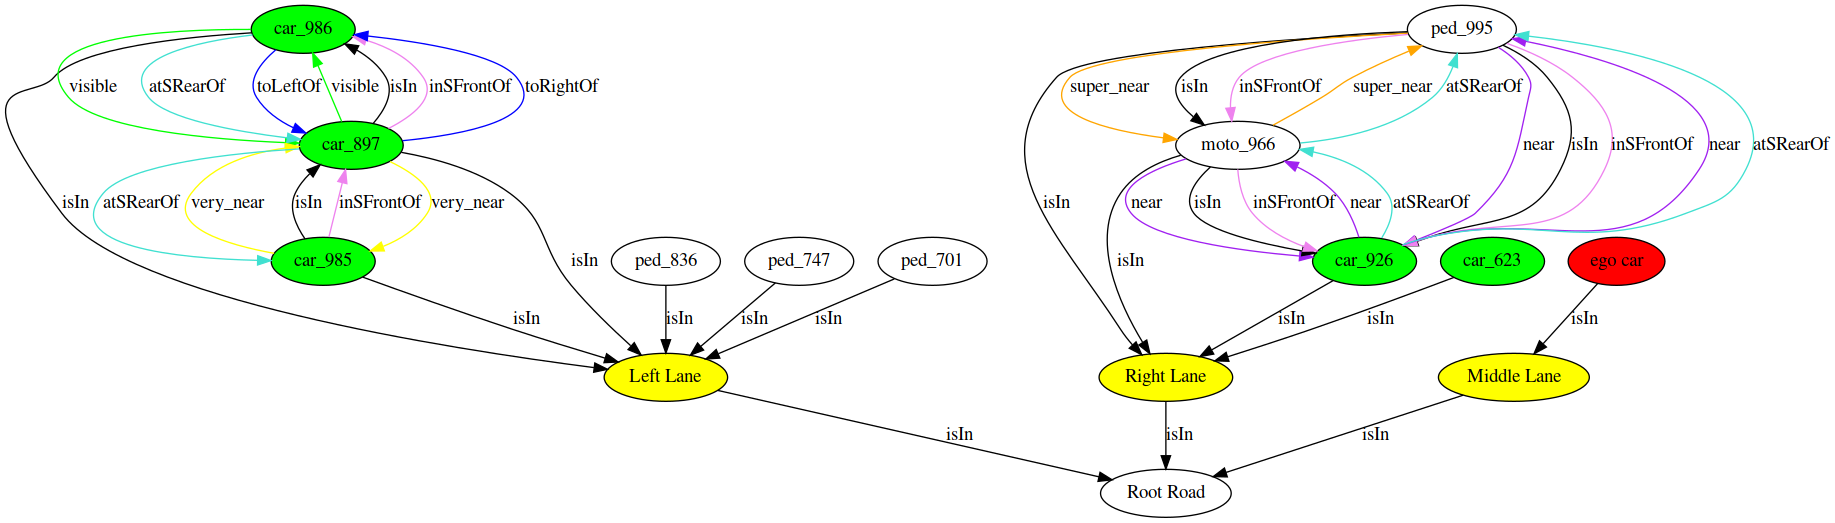 car_986
ped_995
visible
atSRearOf
toLeftOf
visible
isIn
inSFrontOf
toRightOf
super_near
isIn
inSFrontOf
super_near
atSRearOf
car_897
moto_966
near
isIn
inSFrontOf
near
atSRearOf
isIn
atSRearOf
very_near
isIn
inSFrontOf
very_near
isIn
near
isIn
inSFrontOf
near
atSRearOf
isIn
isIn
car_985
ped_836
ped_747
ped_701
car_926
car_623
ego car
isIn
isIn
isIn
isIn
isIn
isIn
isIn
Left Lane
Right Lane
Middle Lane
isIn
isIn
isIn
Root Road